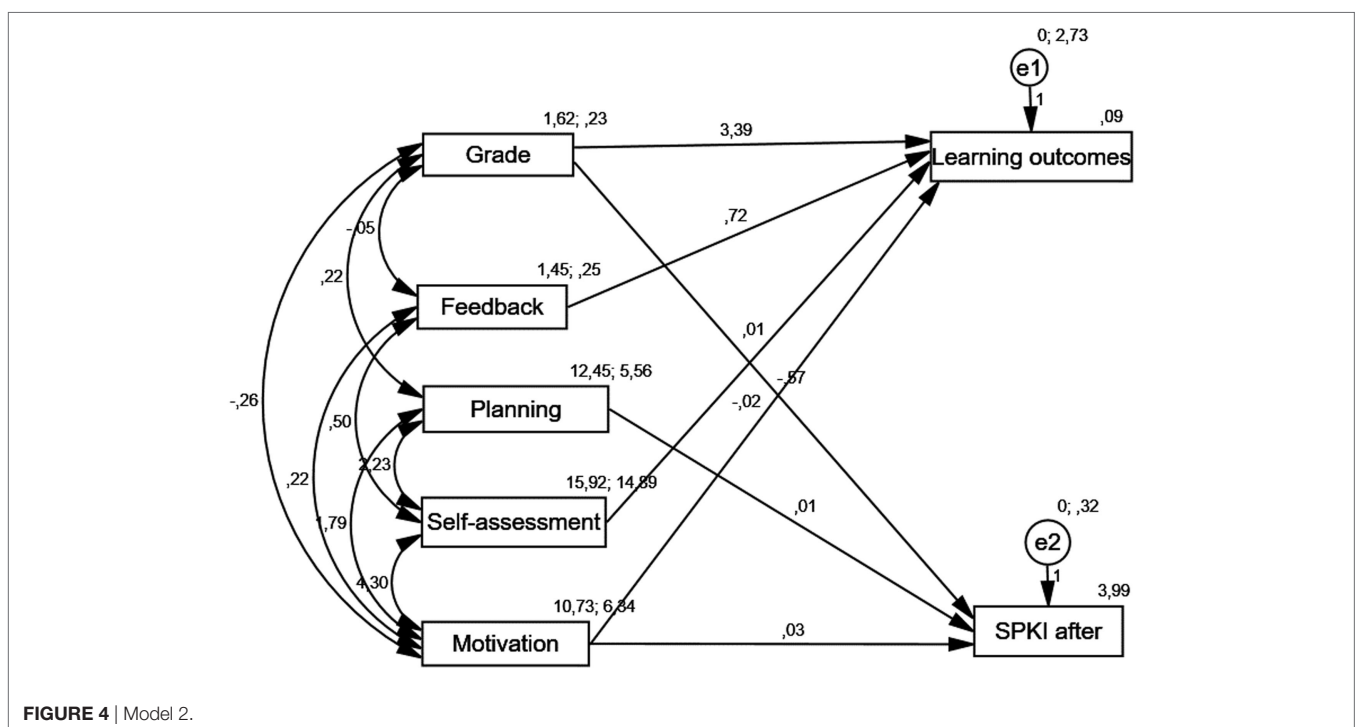 0; 2,73
e1
1
,09
1,62; ,23
3,39
Grade
Learning outcomes
-,05
,72
,22
1,45; ,25
Feedback
,01
12,45; 5,56
-,57
-,26
-,02
Planning
,50
2,23
,22
15,92; 14,89
,01
0; ,32
1,79
Self-assessment
e2
4,30
1
10,73; 6,34
3,99
,03
SPKI after
Motivation
FIGURE 4 | Model 2.